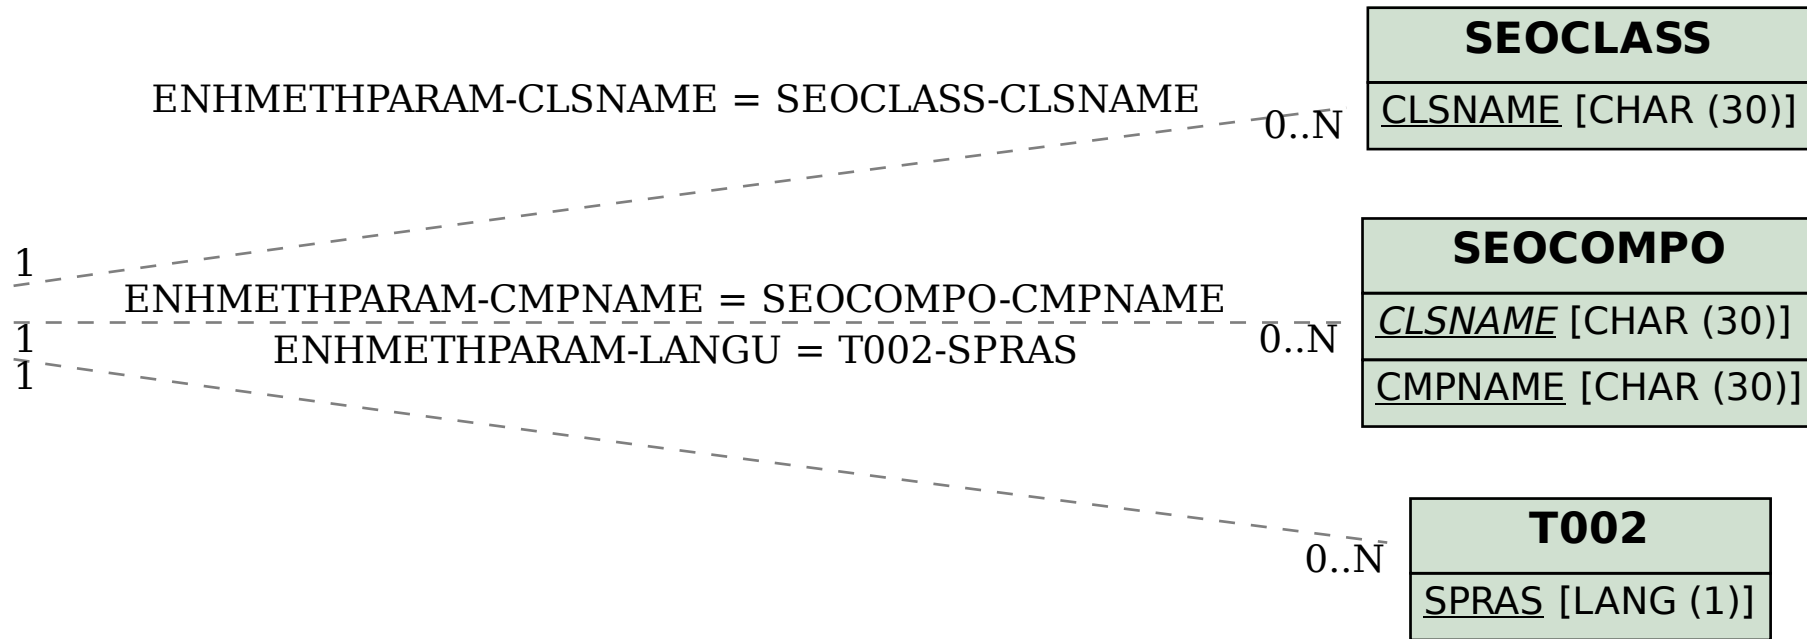 SEOCLASS
ENHMETHPARAM-CLSNAME = SEOCLASS-CLSNAME
0..N
CLSNAME [CHAR (30)]
1
SEOCOMPO
ENHMETHPARAM-CMPNAME = SEOCOMPO-CMPNAME
CLSNAME [CHAR (30)]
1
0..N
ENHMETHPARAM-LANGU = T002-SPRAS
1
CMPNAME [CHAR (30)]
T002
0..N
SPRAS [LANG (1)]